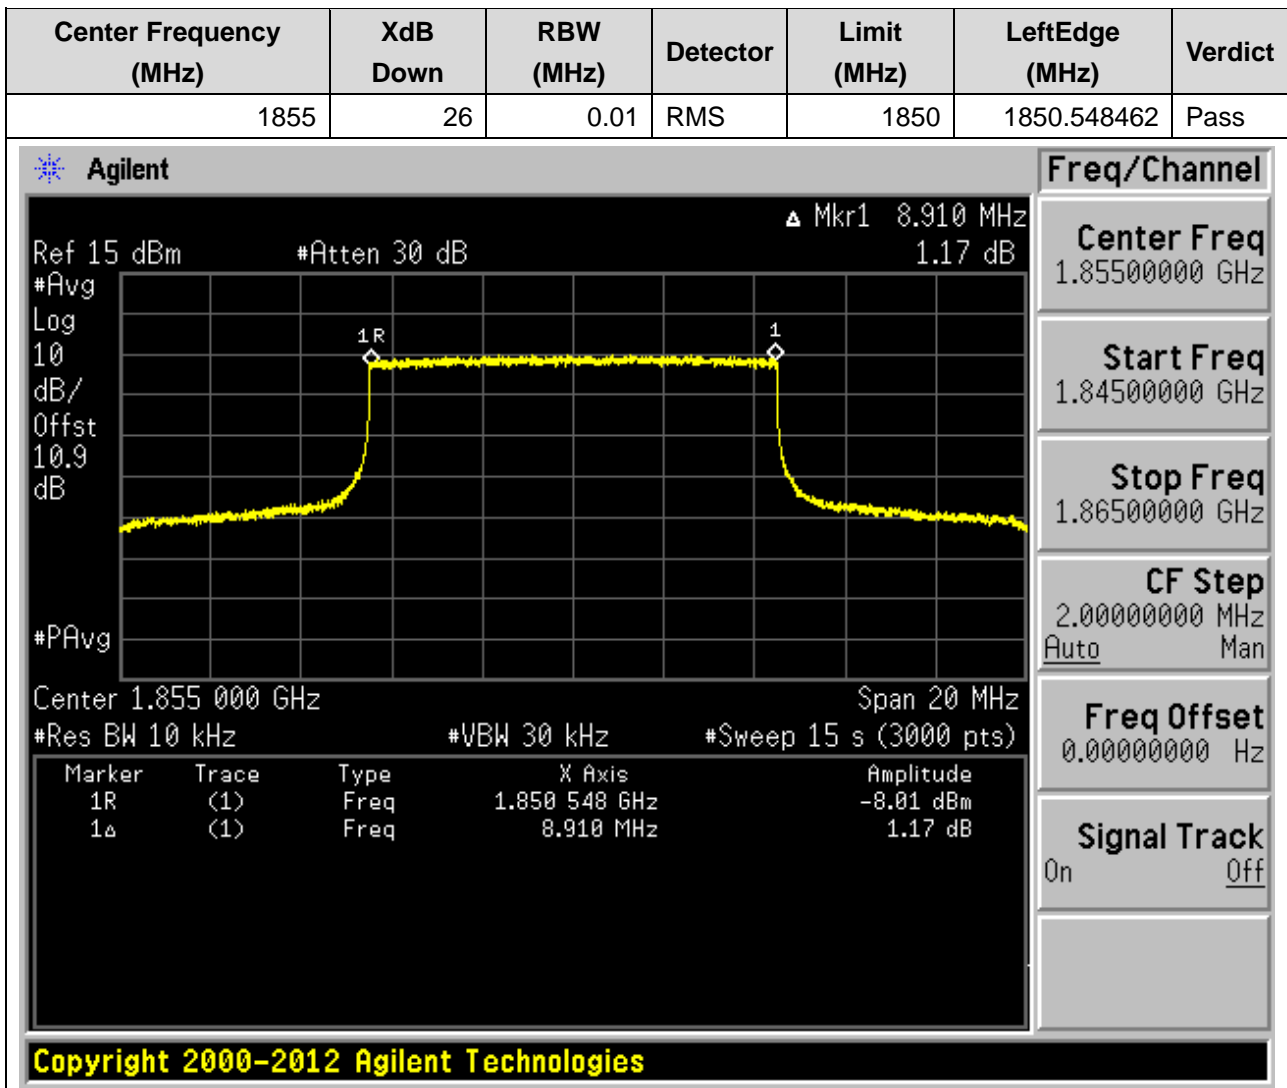 Center Frequency (MHz) XdB Down RBW (MHz) Detector Limit (MHz) LeftEdge (MHz) Verdict
1855 26 0.01 RMS 1850 1850.548462 Pass
Agilent
Freq/Channel
Δ Mkr1 8.910 MHz
Ref 15 dBm #Atten 30 dB 1.17 dB
#Avg
Log
10
dB/
Offst
10.9
dB
#PAvg
1R
1
Center 1.855 000 GHz Span 20 MHz
#Res BW 10 kHz #VBW 30 kHz #Sweep 15 s (3000 pts)
Marker Trace Type X Axis Amplitude
1R (1) Freq 1.850 548 GHz -8.01 dBm
1Δ (1) Freq 8.910 MHz 1.17 dB
Center Freq
1.85500000 GHz
Start Freq
1.84500000 GHz
Stop Freq
1.86500000 GHz
CF Step
2.00000000 MHz
Auto Man
Freq Offset
0.00000000 Hz
Signal Track
On Off
Copyright 2000-2012 Agilent Technologies